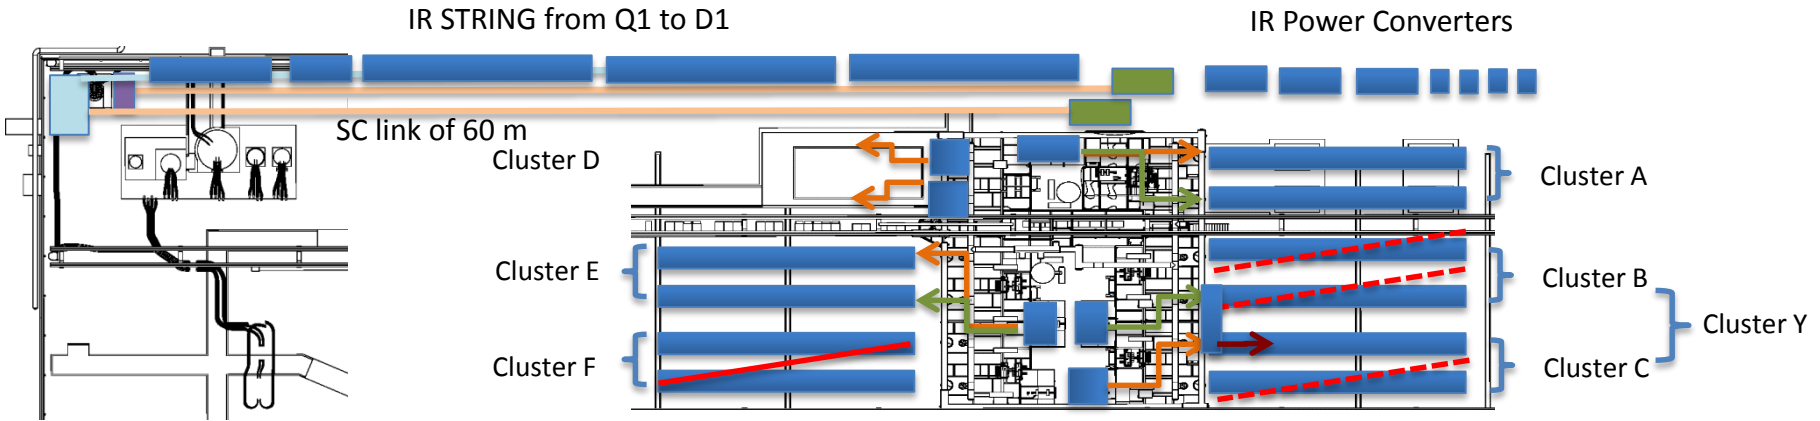 IR STRING from Q1 to D1
IR Power Converters
SC link of 60 m
Cluster D
Cluster A
Cluster E
Cluster B
Cluster Y
Cluster F
Cluster C